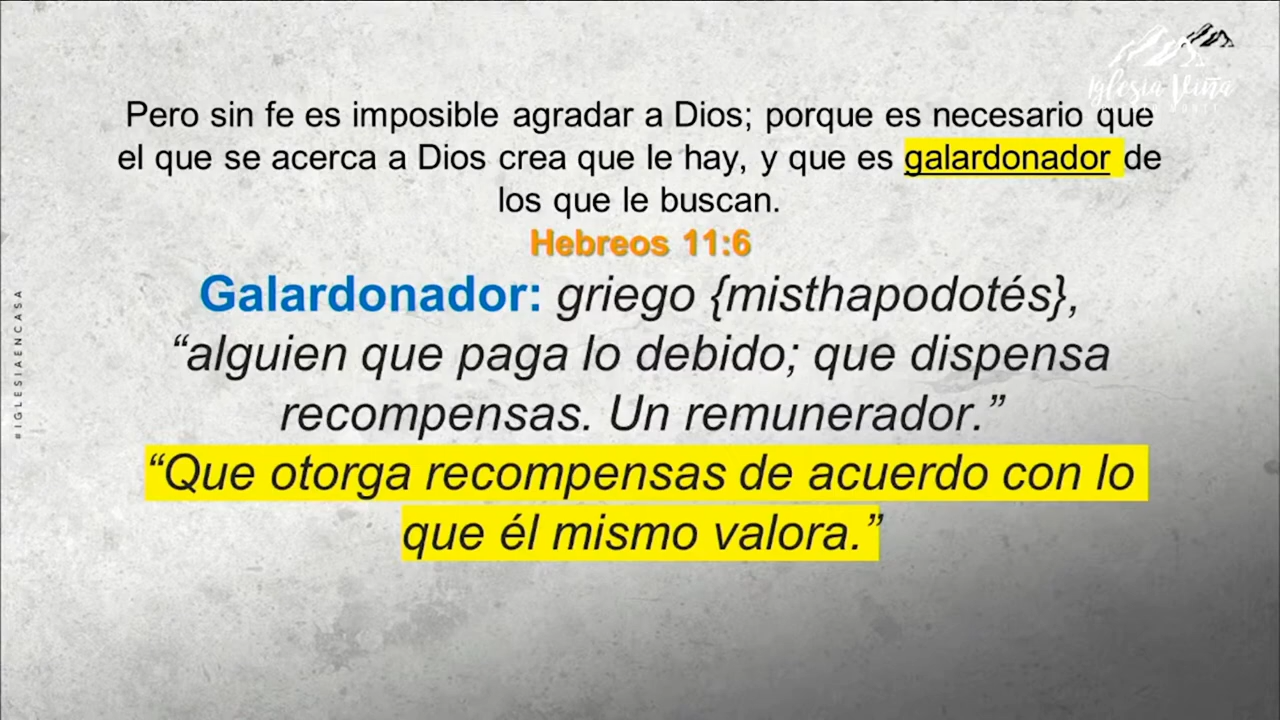 Iglesia Viña
Pero sin fe es imposible agradar a Dios; porque es necesario que
el que se acerca a Dios crea que le hay, y que es galardonador de
los que le buscan.
Hebreos 11:6
Galardonador: griego {misthapodotés},
“alguien que paga lo debido; que dispensa
recompensas. Un remunerador.”
“Que otorga recompensas de acuerdo con lo
que él mismo valora.”
#IGLESIAENCASA